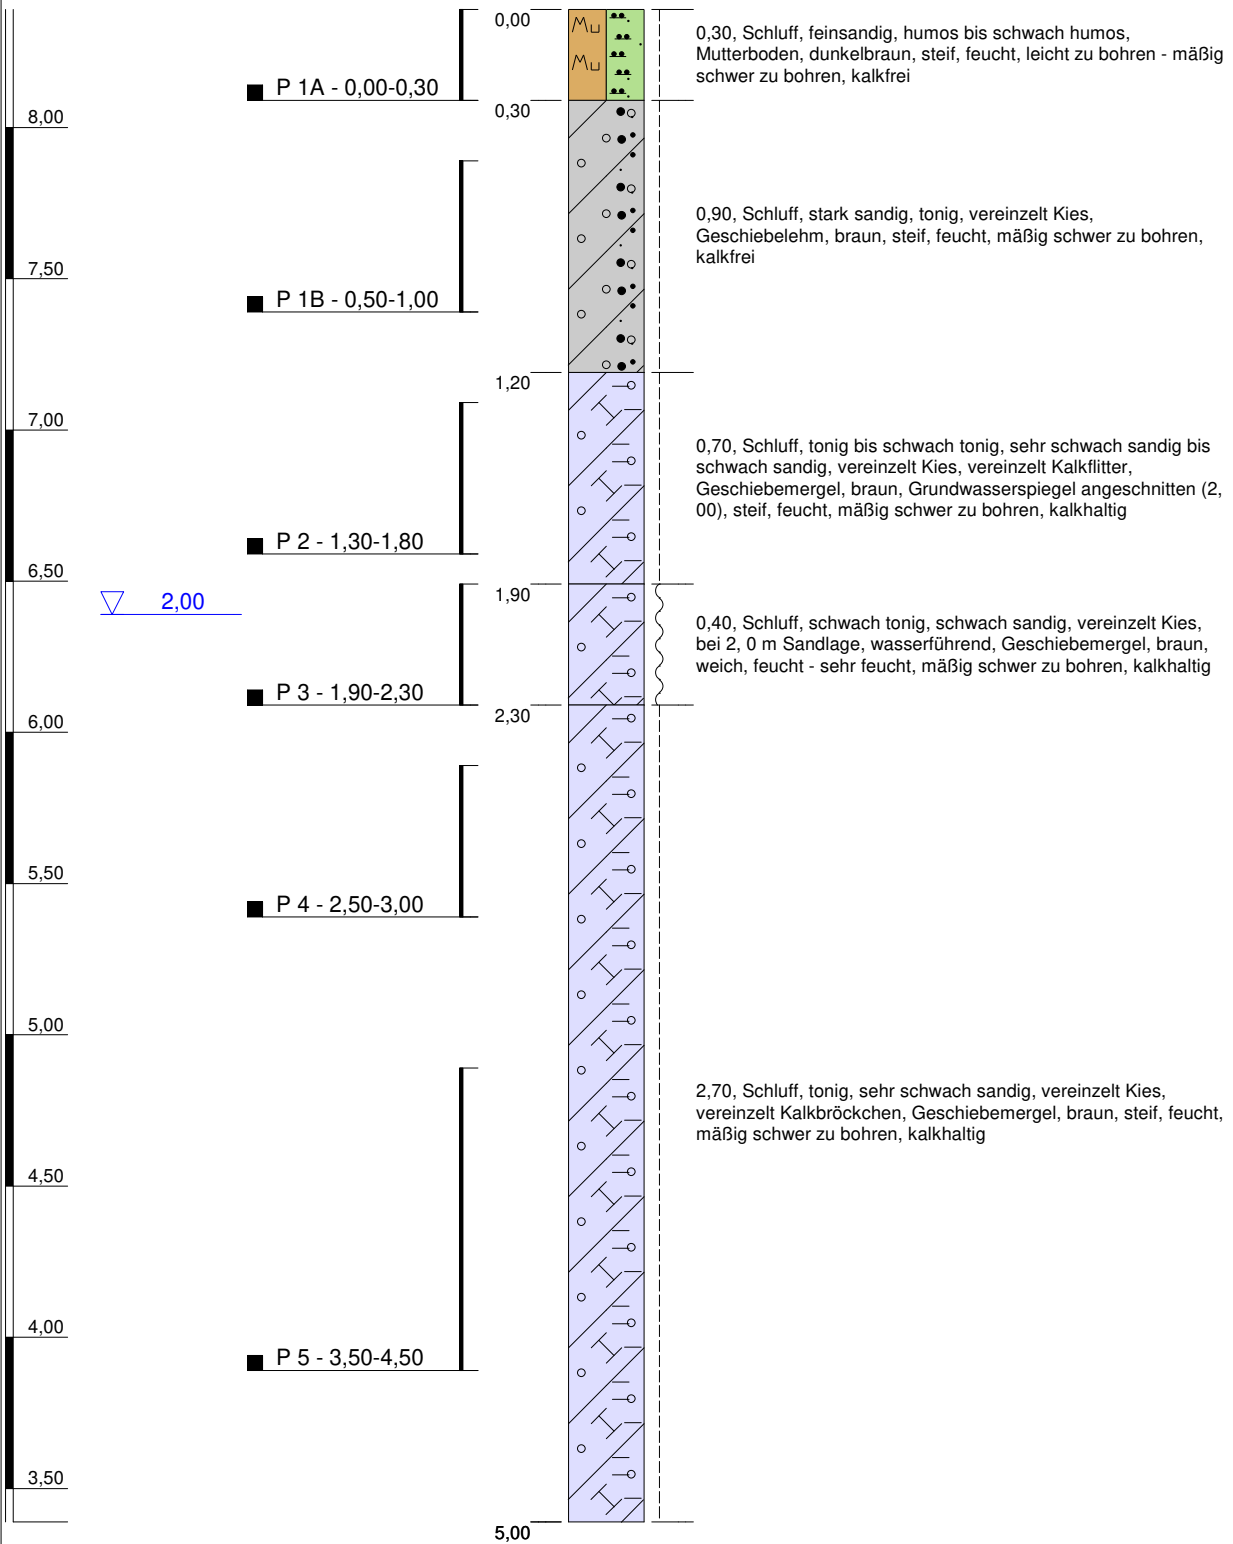 0,00
0,30, Schluff, feinsandig, humos bis schwach humos,
Mutterboden, dunkelbraun, steif, feucht, leicht zu bohren - mäßig
schwer zu bohren, kalkfrei
Mu
Mu
P 1A - 0,00-0,30
0,30
8,00
0,90, Schluff, stark sandig, tonig, vereinzelt Kies,
Geschiebelehm, braun, steif, feucht, mäßig schwer zu bohren,
kalkfrei
7,50
P 1B - 0,50-1,00
1,20
7,00
0,70, Schluff, tonig bis schwach tonig, sehr schwach sandig bis
schwach sandig, vereinzelt Kies, vereinzelt Kalkflitter,
Geschiebemergel, braun, Grundwasserspiegel angeschnitten (2,
00), steif, feucht, mäßig schwer zu bohren, kalkhaltig
P 2 - 1,30-1,80
6,50
1,90
2,00
0,40, Schluff, schwach tonig, schwach sandig, vereinzelt Kies,
bei 2, 0 m Sandlage, wasserführend, Geschiebemergel, braun,
weich, feucht - sehr feucht, mäßig schwer zu bohren, kalkhaltig
P 3 - 1,90-2,30
2,30
6,00
5,50
P 4 - 2,50-3,00
5,00
2,70, Schluff, tonig, sehr schwach sandig, vereinzelt Kies,
vereinzelt Kalkbröckchen, Geschiebemergel, braun, steif, feucht,
mäßig schwer zu bohren, kalkhaltig
4,50
4,00
P 5 - 3,50-4,50
3,50
5,00